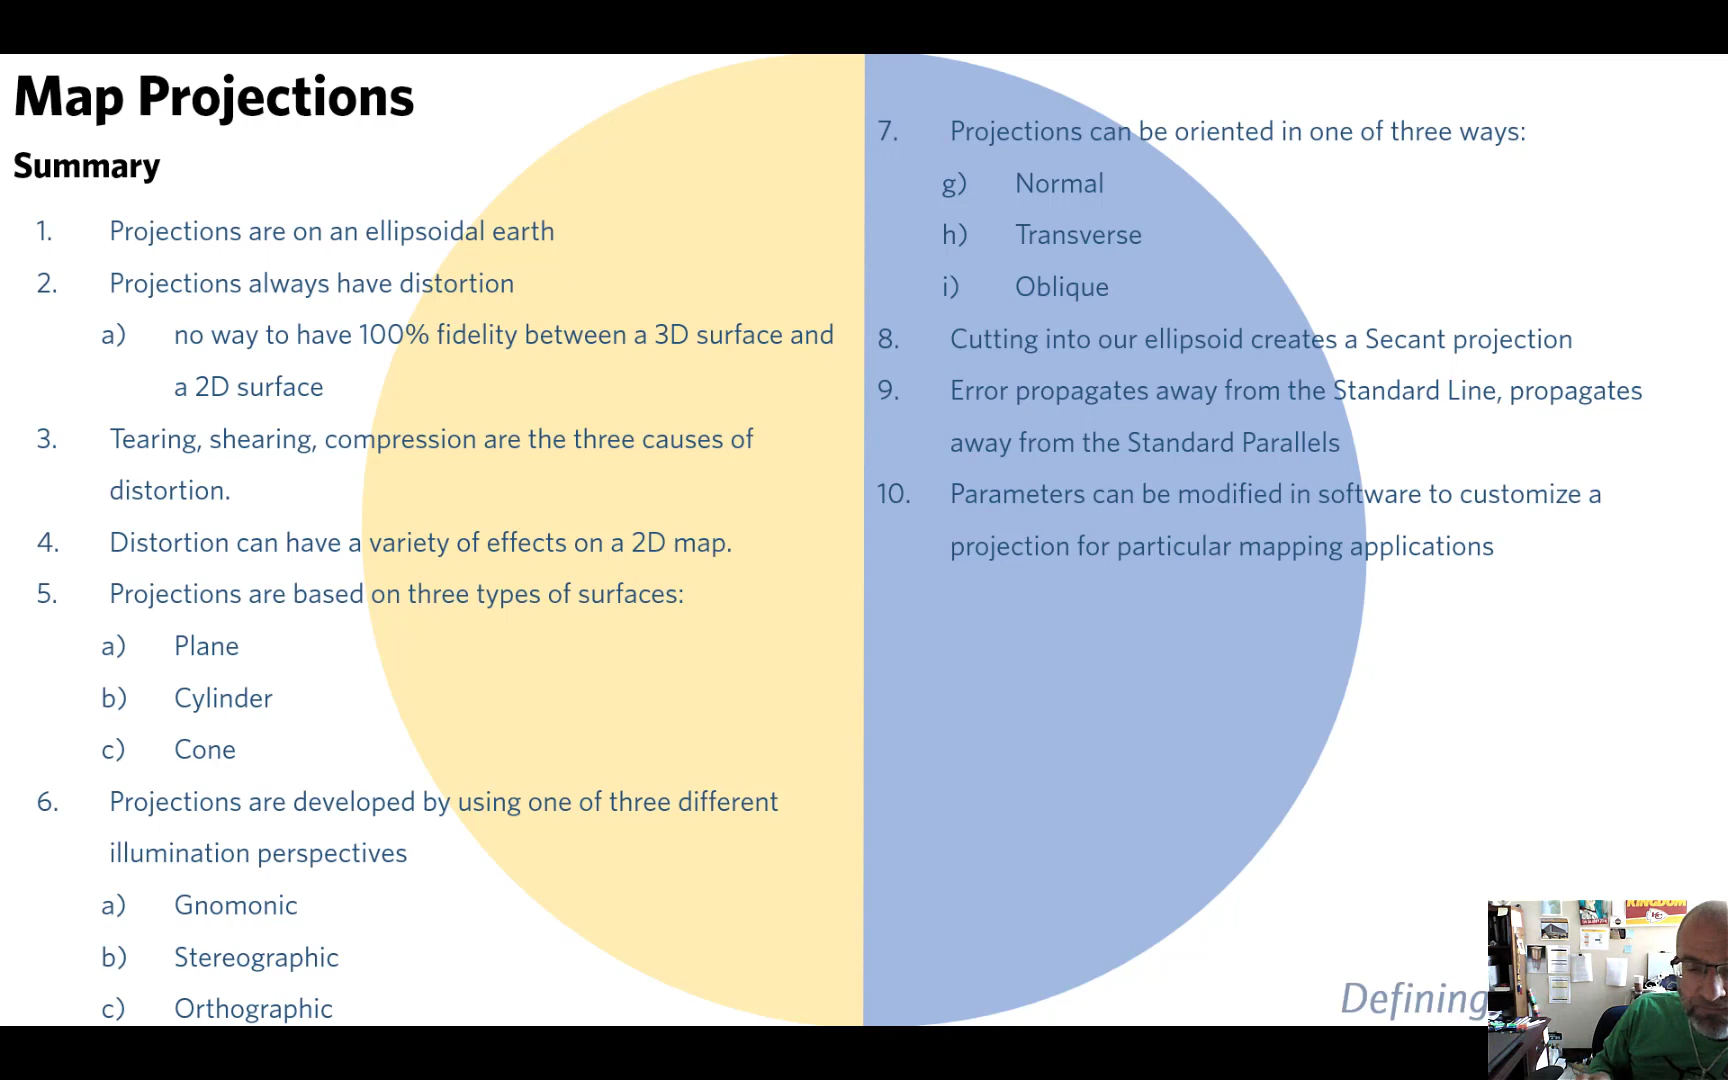 Map Projections
Summary
1. Projections are on an ellipsoidal earth
2. Projections always have distortion
a) no way to have 100% fidelity between a 3D surface and
a 2D surface
3. Tearing, shearing, compression are the three causes of
distortion.
4. Distortion can have a variety of effects on a 2D map.
5. Projections are based on three types of surfaces:
a) Plane
b) Cylinder
c) Cone
6. Projections are developed by using one of three different
illumination perspectives
a) Gnomonic
b) Stereographic
c) Orthographic
7. Projections can be oriented in one of three ways:
g) Normal
h) Transverse
i) Oblique
8. Cutting into our ellipsoid creates a Secant projection
9. Error propagates away from the Standard Line, propagates
away from the Standard Parallels
10. Parameters can be modified in software to customize a
projection for particular mapping applications
Defining
KINGDOM